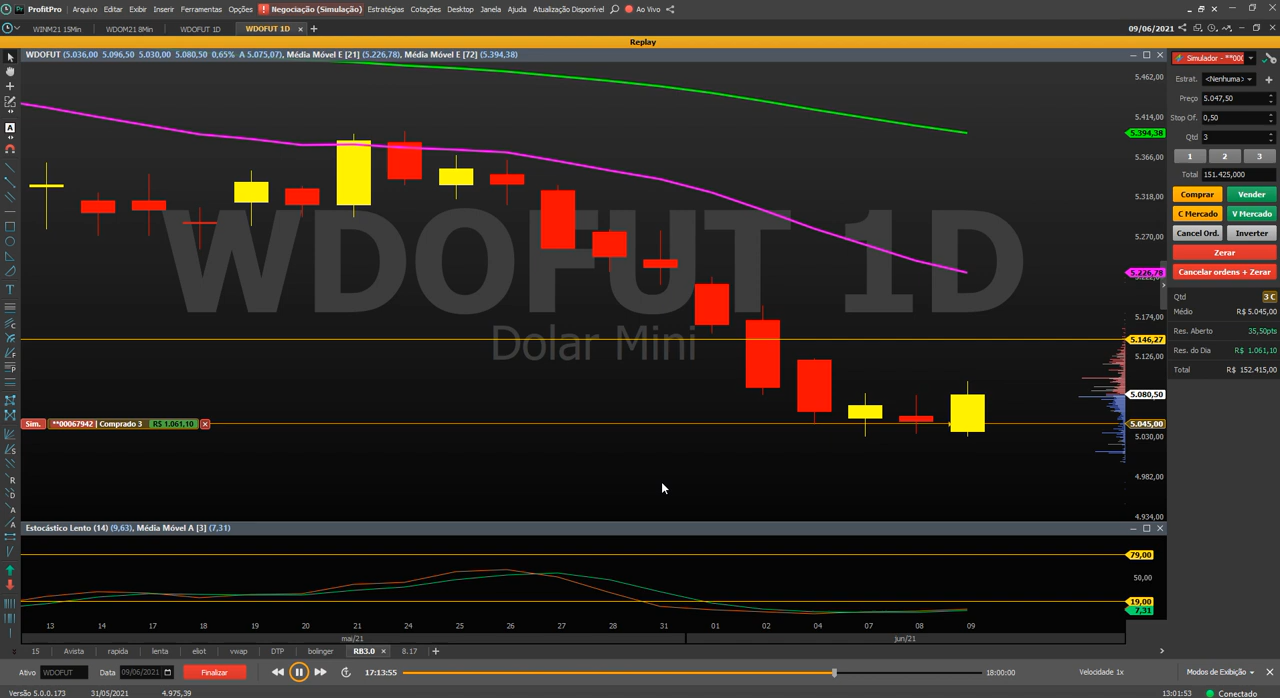 ProfitPro Arquivo Editar Exibir Inserir Ferramentas Opções Negociação (Simulação) Estratégias Cotações Desktop Janela Ajuda Atualização Disponível Ao Vivo
WINM21 15Min WDOM21 8Min WDOFUT 1D WDOFUT 1D 09/06/2021
Replay
WDOFUT (5.036,00 5.096,50 5.030,00 5.080,50 0,65% A 5.075,07), Média Móvel E [21] (5.226,78), Média Móvel E [72] (5.394,38)
WDOFUT 1D
Dolar Mini
5.462,00
5.414,00
5.394,38
5.366,00
5.318,00
5.270,00
5.226,78
5.174,00
5.146,27
5.126,00
5.080,50
5.045,00
5.030,00
4.982,00
4.934,00
Sim. **00067942 | Comprado 3 R$ 1.061,10
Simulador - **00
Estrat. <Nenhuma>
Preço 5.047,50
Stop Of. 0,50
Qtd 3
1 2 3
Total 151.425,000
Comprar Vender
C Mercado V Mercado
Cancel Ord. Inverter
Zerar
Cancelar ordens + Zerar
Qtd 3 C
Médio R$ 5.045,00
Res. Aberto 35,50pts
Res. do Dia R$ 1.061,10
Total R$ 152.415,00
Estocástico Lento (14) (9,63), Média Móvel A [3] (7,31)
79,00
50,00
19,00
7,31
13 14 17 18 19 20 21 24 25 26 27 28 31 01 02 04 07 08 09
mai/21 jun/21
15 Avista rapida lenta eliot vwap DTP bolinger RB3.0 8.17
Ativo WDOFUT Data 09/06/2021 Finalizar 17:13:55 18:00:00 Velocidade 1x Modos de Exibição
Versão 5.0.0.173 31/05/2021 4.975,39 13:01:53 Conectado